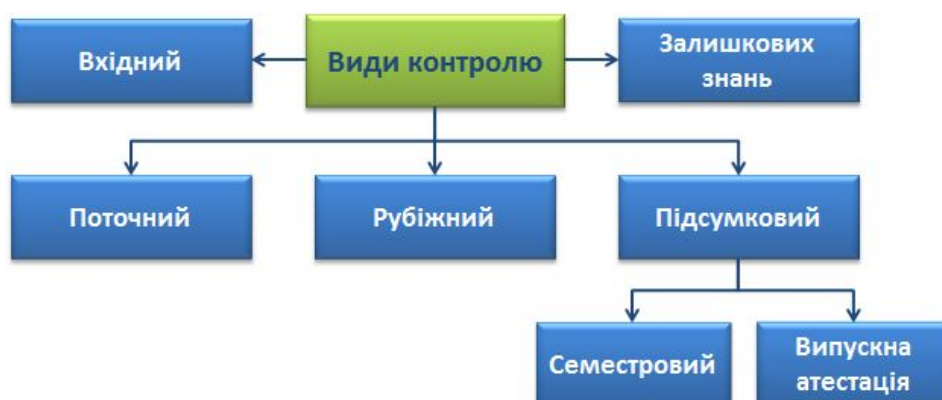 Вхідний
Види контролю
Залишкових
знань
Поточний
Рубіжний
Підсумковий
Семестровий
Випускна
атестація